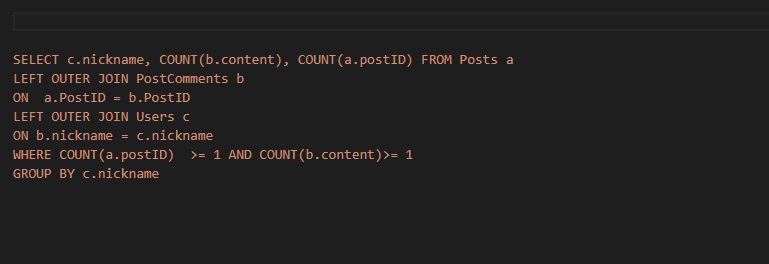 SELECT c.nickname, COUNT(b.content), COUNT(a.postID) FROM Posts a
LEFT OUTER JOIN PostComments b
ON  a.PostID = b.PostID
LEFT OUTER JOIN Users c
ON b.nickname = c.nickname
WHERE COUNT(a.postID)  >= 1 AND COUNT(b.content)>= 1
GROUP BY c.nickname